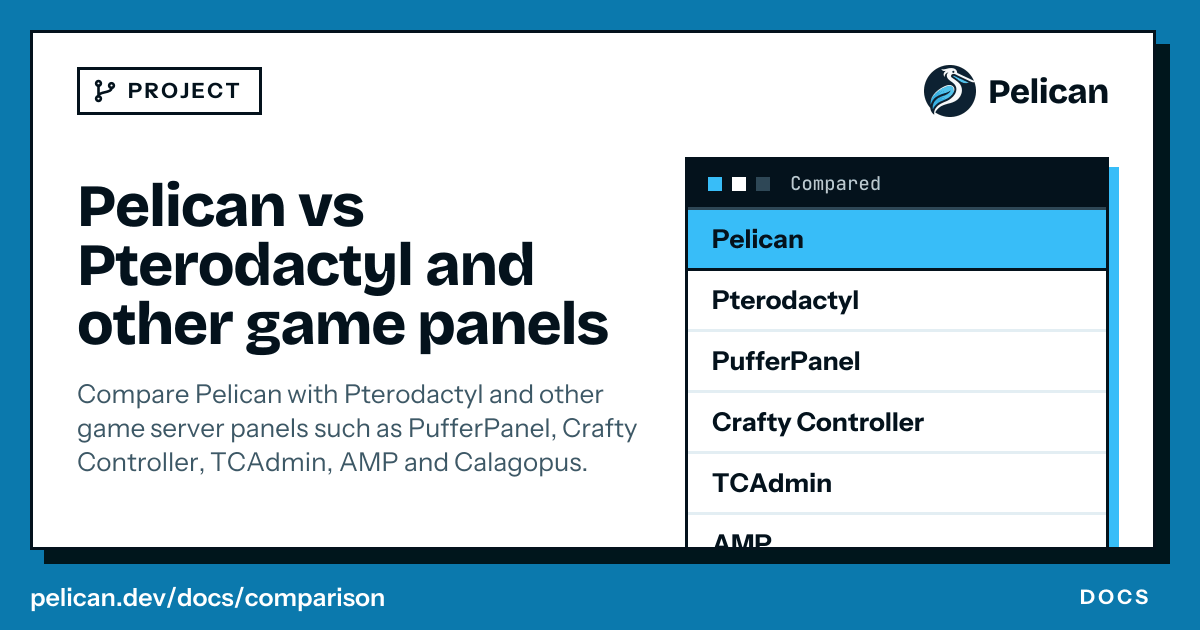 PROJECT
Pelican
Pelican vs
Pterodactyl and
other game panels
Compare Pelican with Pterodactyl and other
game server panels such as PufferPanel, Crafty
Controller, TCAdmin, AMP and Calagopus.
Compared
Pelican
Pterodactyl
PufferPanel
Crafty Controller
TCAdmin
AMP
pelican.dev/docs/comparison
DOCS